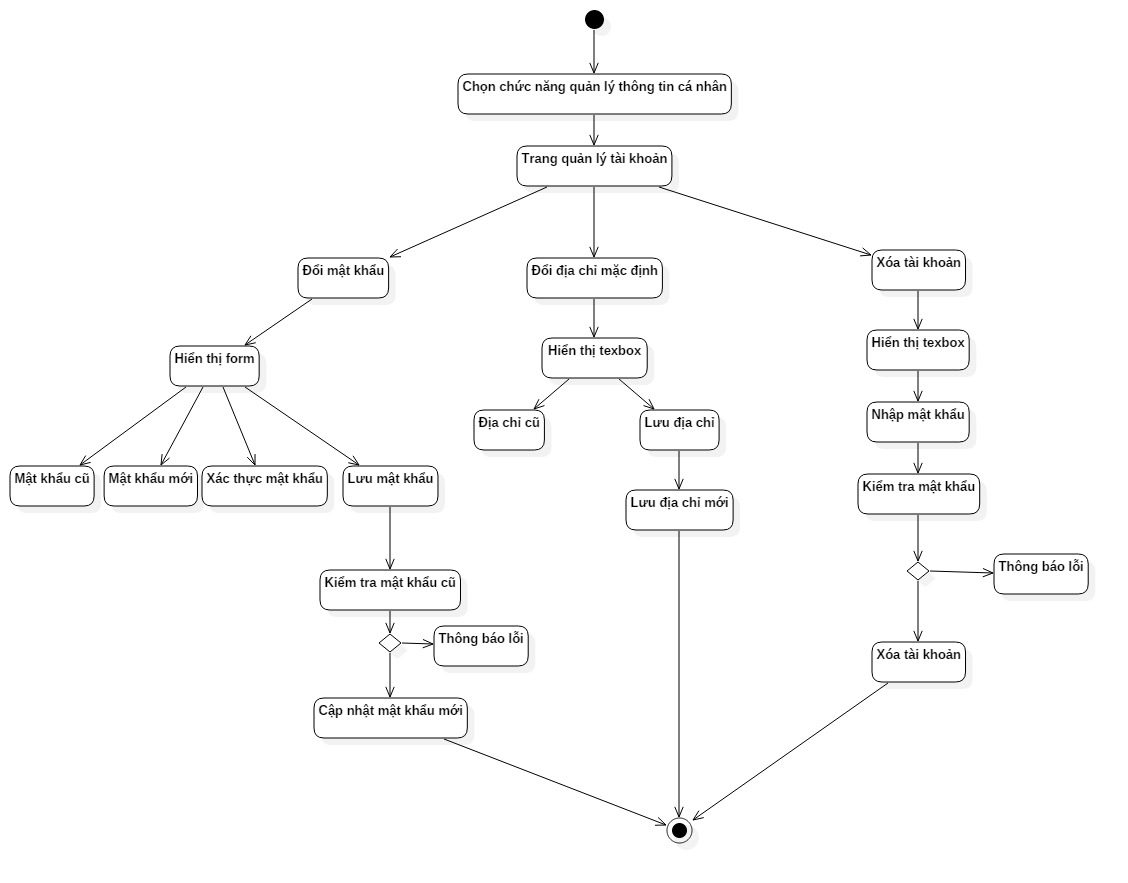 Chọn chức năng quản lý thông tin cá nhân
Trang quản lý tài khoản
Đổi mật khẩu
Đổi địa chỉ mặc định
Xóa tài khoản
Hiển thị form
Hiển thị texbox
Hiển thị texbox
Mật khẩu cũ
Mật khẩu mới
Xác thực mật khẩu
Lưu mật khẩu
Địa chỉ cũ
Lưu địa chỉ
Nhập mật khẩu
Lưu địa chỉ mới
Kiểm tra mật khẩu
Kiểm tra mật khẩu cũ
Thông báo lỗi
Thông báo lỗi
Cập nhật mật khẩu mới
Xóa tài khoản